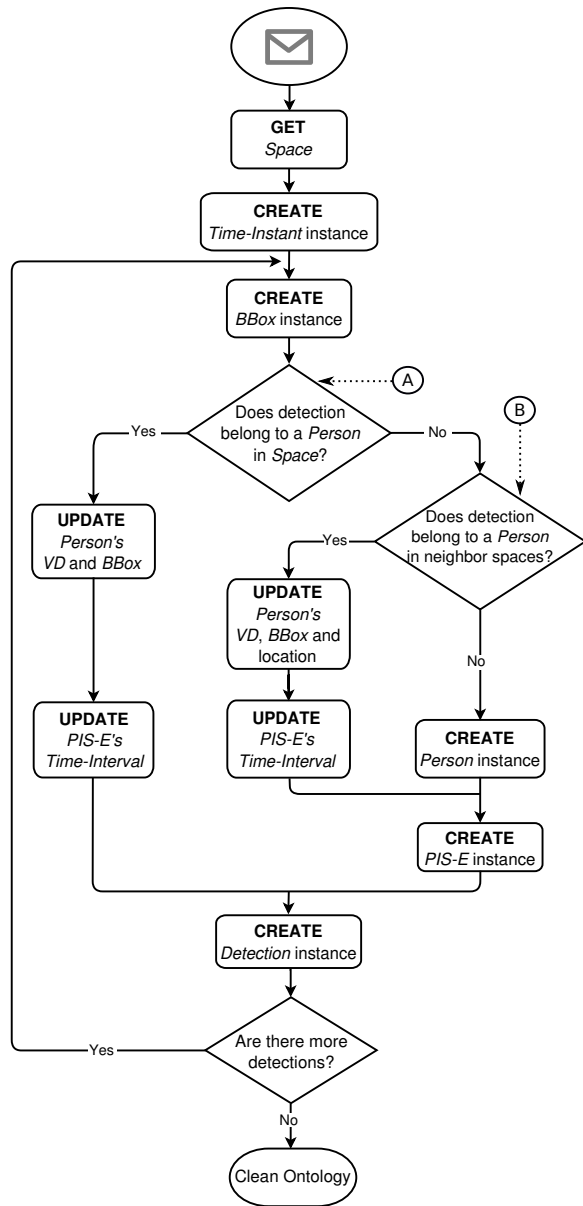 GET
Space
CREATE
Time-Instant instance
CREATE
BBox instance
A
Does detection
belong to a Person
in Space?
Yes
No
B
UPDATE
Person's
VD and BBox
Does detection
belong to a Person
in neighbor spaces?
Yes
No
UPDATE
Person's
VD, BBox and
location
UPDATE
PIS-E's
Time-Interval
UPDATE
PIS-E's
Time-Interval
CREATE
Person instance
CREATE
PIS-E instance
CREATE
Detection instance
Are there more
detections?
Yes
No
Clean Ontology